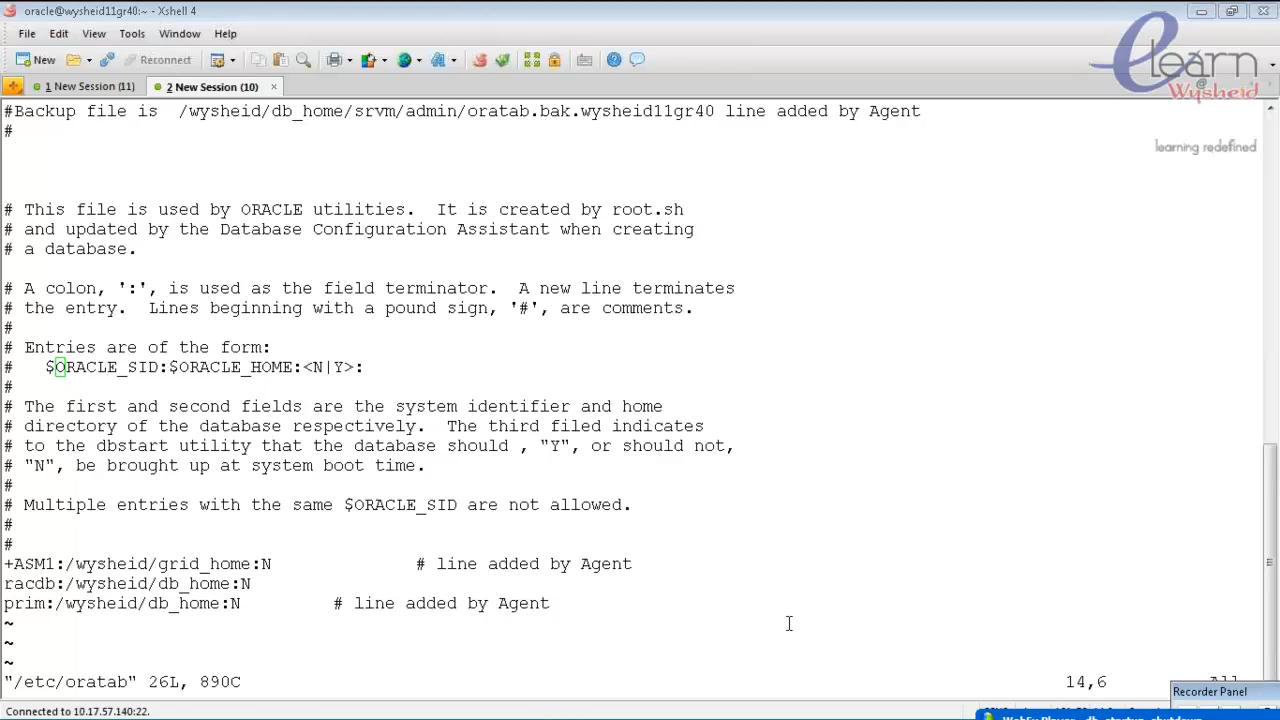 oracle@wysheid11gr40:~ - Xshell 4
File Edit View Tools Window Help
New Reconnect
1 New Session (11) 2 New Session (10)
elearn
@
Wysheid
learning redefined
#Backup file is  /wysheid/db_home/srvm/admin/oratab.bak.wysheid11gr40 line added by Agent
#
# This file is used by ORACLE utilities.  It is created by root.sh
# and updated by the Database Configuration Assistant when creating
# a database.
# A colon, ':', is used as the field terminator.  A new line terminates
# the entry.  Lines beginning with a pound sign, '#', are comments.
#
# Entries are of the form:
#   $ORACLE_SID:$ORACLE_HOME:<N|Y>:
#
# The first and second fields are the system identifier and home
# directory of the database respectively.  The third filed indicates
# to the dbstart utility that the database should , "Y", or should not,
# "N", be brought up at system boot time.
#
# Multiple entries with the same $ORACLE_SID are not allowed.
#
#
+ASM1:/wysheid/grid_home:N              # line added by Agent
racdb:/wysheid/db_home:N
prim:/wysheid/db_home:N         # line added by Agent
~
~
~
"/etc/oratab" 26L, 890C 14,6 All
Recorder Panel
Connected to 10.17.57.140:22.
WebEx Player - db_startup_shutdown